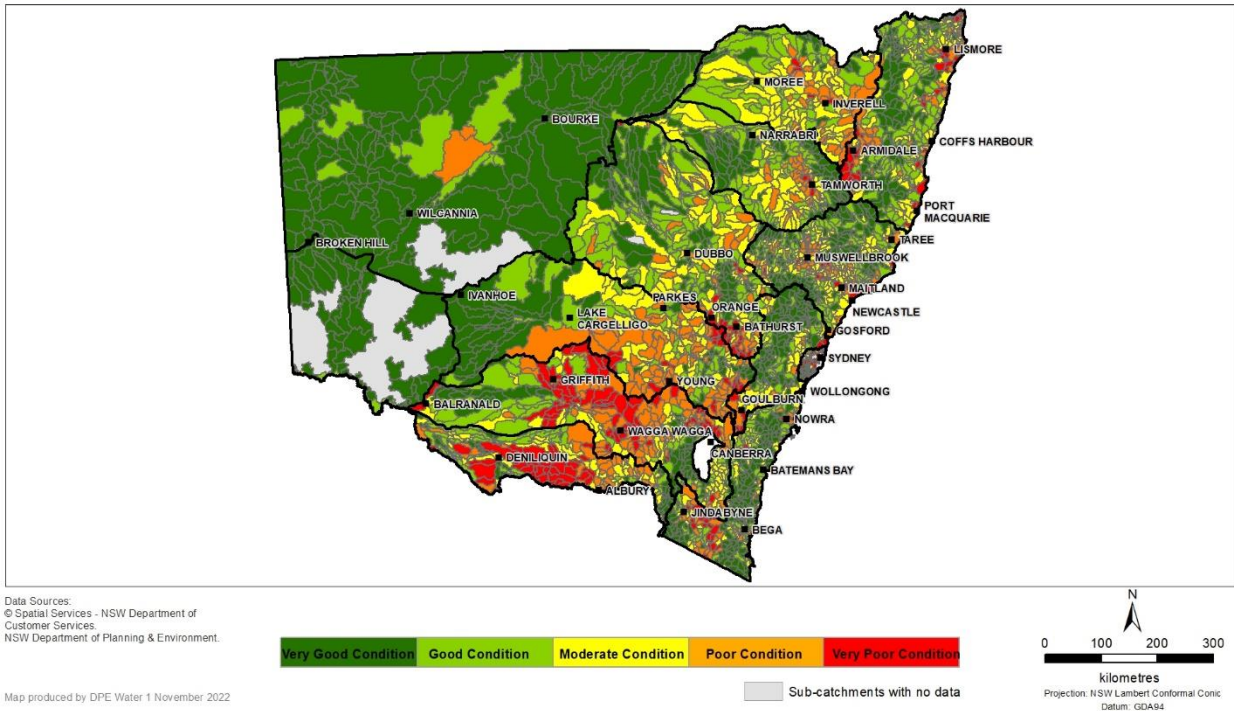 LISMORE
MOREE
INVERELL
BOURKE
NARRABRI
COFFS HARBOUR
ARMIDALE
TAMWORTH
PORT
MACQUARIE
WILCANNIA
TAREE
BROKEN HILL
DUBBO
MUSWELLBROOK
MAITLAND
IVANHOE
PARKES
ORANGE
NEWCASTLE
LAKE
CARGELLIGO
BATHURST
GOSFORD
SYDNEY
GRIFFITH
YOUNG
WOLLONGONG
BALRANALD
GOULBURN
NOWRA
WAGGA WAGGA
CANBERRA
DENILIQUIN
BATEMANS BAY
ALBURY
JINDABYNE
BEGA
Data Sources:
© Spatial Services - NSW Department of
Customer Services.
NSW Department of Planning & Environment.
Map produced by DPE Water 1 November 2022
Very Good Condition
Good Condition
Moderate Condition
Poor Condition
Very Poor Condition
Sub-catchments with no data
N
0 100 200 300
kilometres
Projection: NSW Lambert Conformal Conic
Datum: GDA94